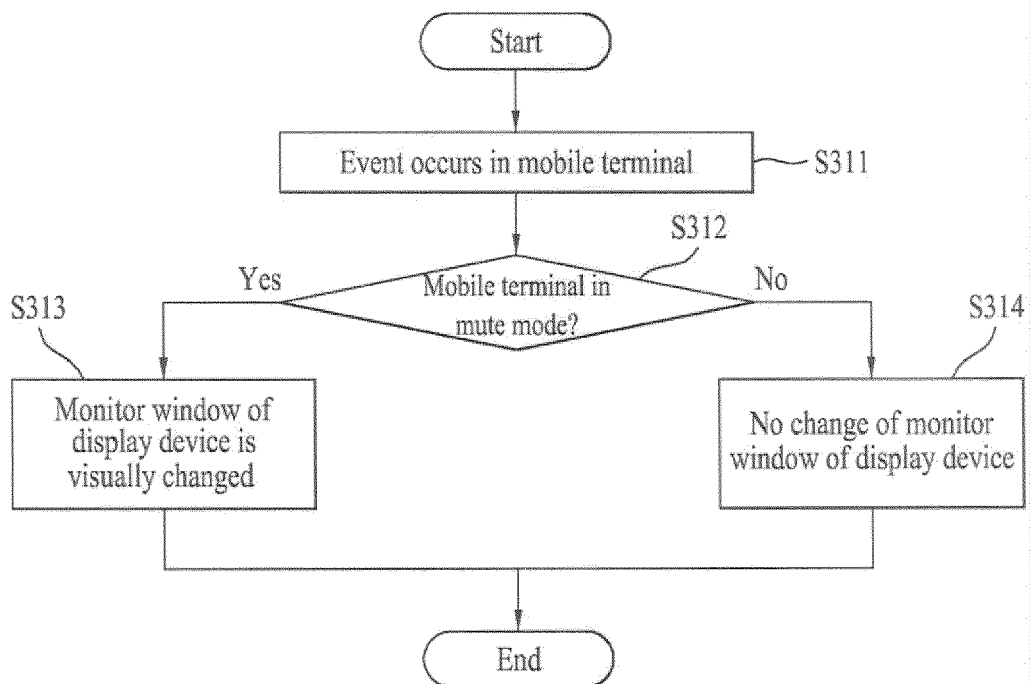 Start
Event occurs in mobile terminal
S311
S312
Yes
Mobile terminal in
mute mode?
No
S313
S314
Monitor window of
display device is
visually changed
No change of monitor
window of display device
End